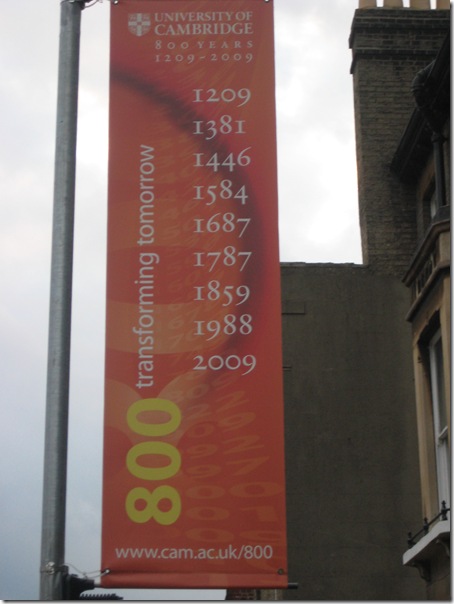 UNIVERSITY OF
CAMBRIDGE
800 YEARS
1209-2009
1209
1381
1446
1584
1687
1787
1859
1988
2009
800 transforming tomorrow
www.cam.ac.uk/800